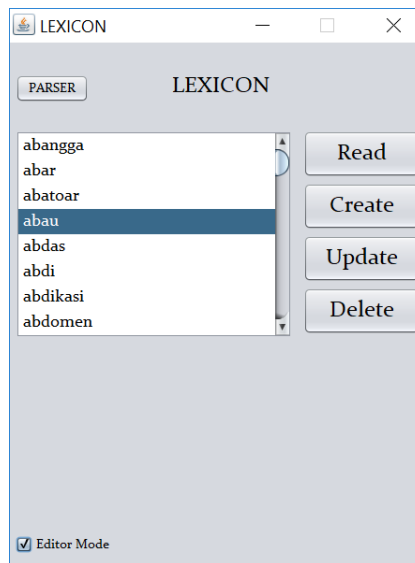 LEXICON
PARSER
LEXICON
abangga
abar
abatoar
abau
abdas
abdi
abdikasi
abdomen
Read
Create
Update
Delete
Editor Mode